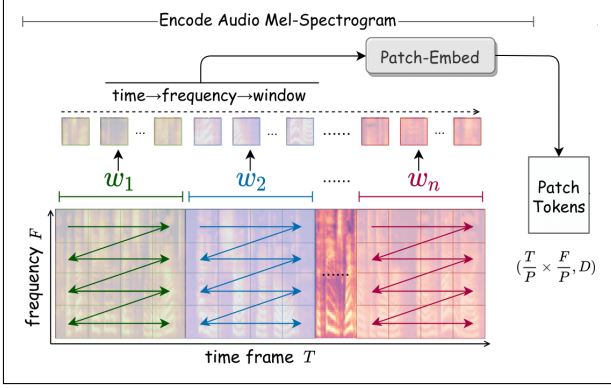 Encode Audio Mel-Spectrogram
Patch-Embed
time→frequency→window
... ... ...... ...
w₁ w₂ ...... wₙ
Patch
Tokens
(T/P × F/P, D)
frequency F
......
time frame T